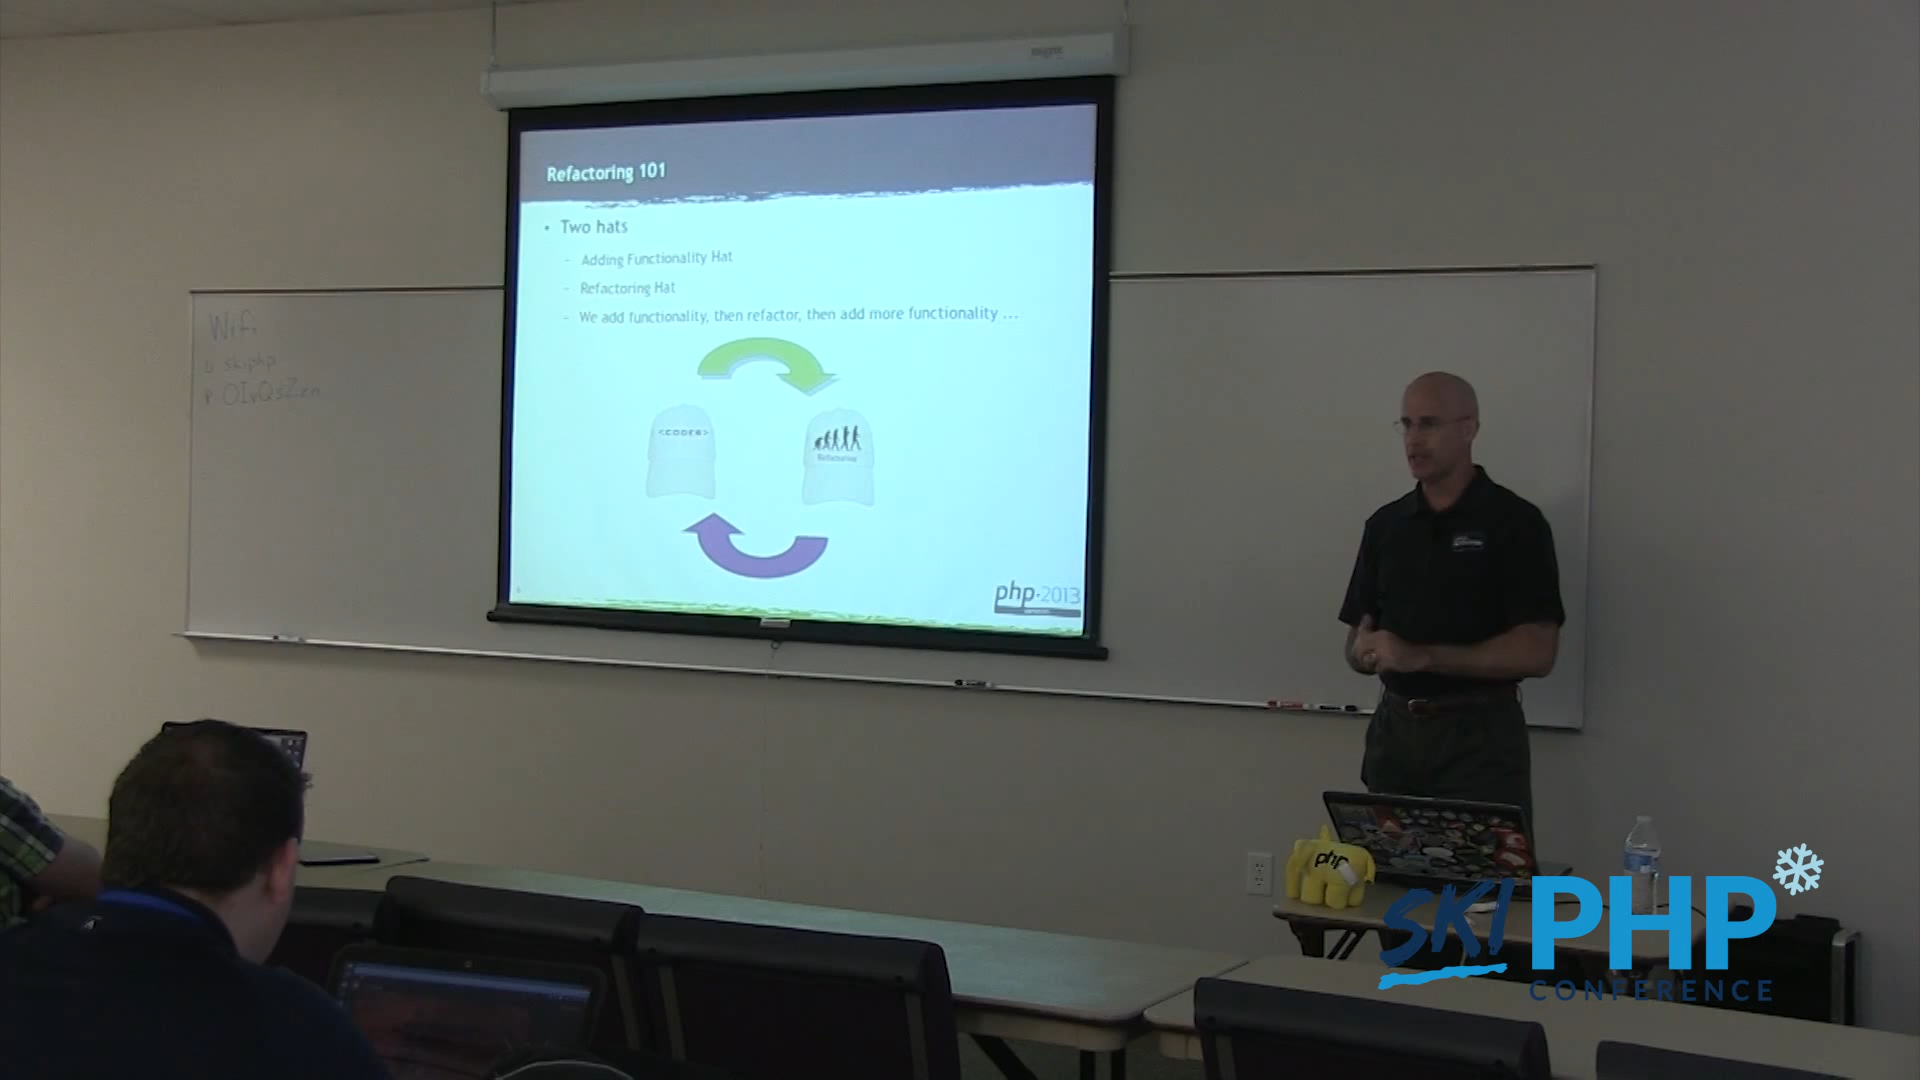 Refactoring 101
• Two hats
– Adding Functionality Hat
– Refactoring Hat
– We add functionality, then refactor, then add more functionality ...
<CODER>
Refactoring
php·2013
Wifi
U skiphp
php
SKI PHP
CONFERENCE